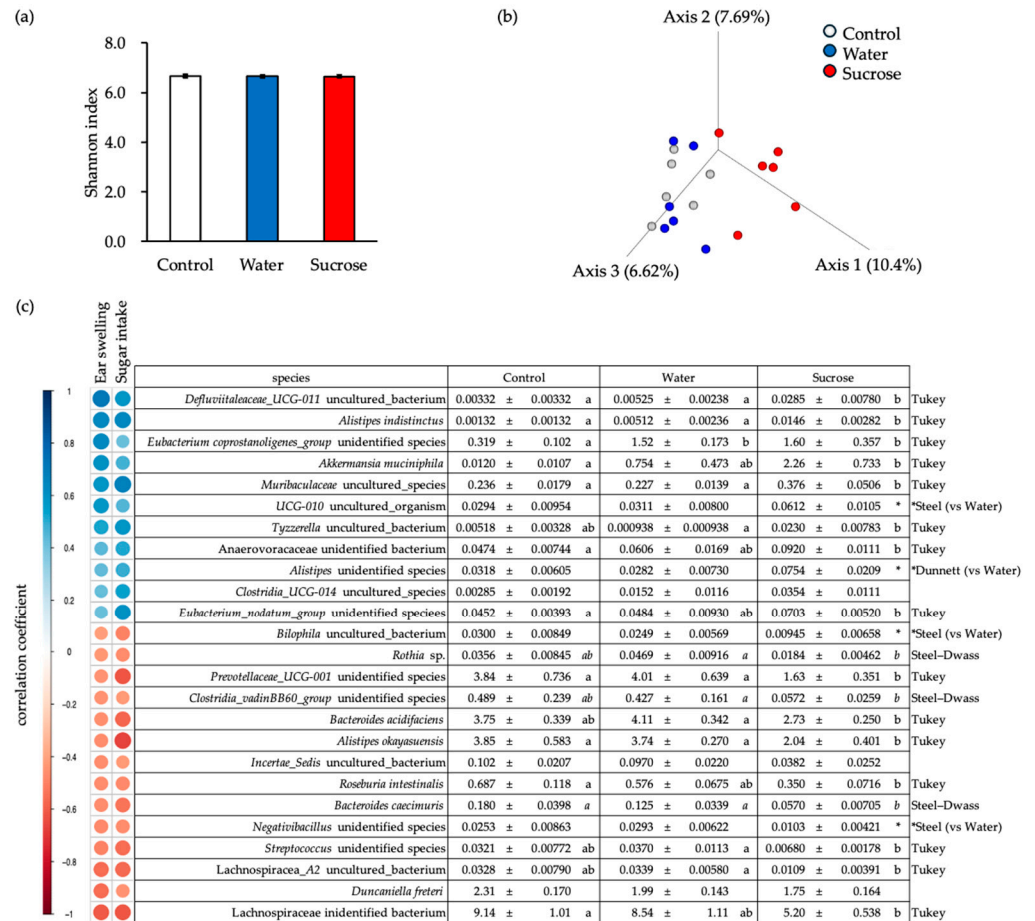 (a)
8.0
6.0
4.0
2.0
0.0
Shannon index
Control Water Sucrose
(b)
Axis 2 (7.69%)
Control
Water
Sucrose
Axis 3 (6.62%)
Axis 1 (10.4%)
(c)
Ear swelling
Sugar intake
correlation coefficient
1
0.8
0.6
0.4
0.2
0
−0.2
−0.4
−0.6
−0.8
−1
species Control Water Sucrose
Defluviitaleaceae_UCG-011 uncultured_bacterium 0.00332 ± 0.00332 a 0.00525 ± 0.00238 a 0.0285 ± 0.00780 b Tukey
Alistipes indistinctus 0.00132 ± 0.00132 a 0.00512 ± 0.00236 a 0.0146 ± 0.00282 b Tukey
Eubacterium coprostanoligenes_group unidentified species 0.319 ± 0.102 a 1.52 ± 0.173 b 1.60 ± 0.357 b Tukey
Akkermansia muciniphila 0.0120 ± 0.0107 a 0.754 ± 0.473 ab 2.26 ± 0.733 b Tukey
Muribaculaceae uncultured_species 0.236 ± 0.0179 a 0.227 ± 0.0139 a 0.376 ± 0.0506 b Tukey
UCG-010 uncultured_organism 0.0294 ± 0.00954 0.0311 ± 0.00800 0.0612 ± 0.0105 * *Steel (vs Water)
Tyzzerella uncultured_bacterium 0.00518 ± 0.00328 ab 0.000938 ± 0.000938 a 0.0230 ± 0.00783 b Tukey
Anaerovoracaceae unidentified bacterium 0.0474 ± 0.00744 a 0.0606 ± 0.0169 ab 0.0920 ± 0.0111 b Tukey
Alistipes unidentified species 0.0318 ± 0.00605 0.0282 ± 0.00730 0.0754 ± 0.0209 * *Dunnett (vs Water)
Clostridia_UCG-014 uncultured_species 0.00285 ± 0.00192 0.0152 ± 0.0116 0.0354 ± 0.0111
Eubacterium_nodatum_group unidentified speciees 0.0452 ± 0.00393 a 0.0484 ± 0.00930 ab 0.0703 ± 0.00520 b Tukey
Bilophila uncultured_bacterium 0.0300 ± 0.00849 0.0249 ± 0.00569 0.00945 ± 0.00658 * *Steel (vs Water)
Rothia sp. 0.0356 ± 0.00845 ab 0.0469 ± 0.00916 a 0.0184 ± 0.00462 b Steel–Dwass
Prevotellaceae_UCG-001 unidentified species 3.84 ± 0.736 a 4.01 ± 0.639 a 1.63 ± 0.351 b Tukey
Clostridia_vadinBB60_group unidentified species 0.489 ± 0.239 ab 0.427 ± 0.161 a 0.0572 ± 0.0259 b Steel–Dwass
Bacteroides acidifaciens 3.75 ± 0.339 ab 4.11 ± 0.342 a 2.73 ± 0.250 b Tukey
Alistipes okayasuensis 3.85 ± 0.583 a 3.74 ± 0.270 a 2.04 ± 0.401 b Tukey
Incertae_Sedis uncultured_bacterium 0.102 ± 0.0207 0.0970 ± 0.0220 0.0382 ± 0.0252
Roseburia intestinalis 0.687 ± 0.118 a 0.576 ± 0.0675 ab 0.350 ± 0.0716 b Tukey
Bacteroides caecimuris 0.180 ± 0.0398 a 0.125 ± 0.0339 a 0.0570 ± 0.00705 b Steel–Dwass
Negativibacillus unidentified species 0.0253 ± 0.00863 0.0293 ± 0.00622 0.0103 ± 0.00421 * *Steel (vs Water)
Streptococcus unidentified species 0.0321 ± 0.00772 ab 0.0370 ± 0.0113 a 0.00680 ± 0.00178 b Tukey
Lachnospiracea_A2 uncultured_bacterium 0.0328 ± 0.00790 ab 0.0339 ± 0.00580 a 0.0109 ± 0.00391 b Tukey
Duncaniella freteri 2.31 ± 0.170 1.99 ± 0.143 1.75 ± 0.164
Lachnospiraceae inidentified bacterium 9.14 ± 1.01 a 8.54 ± 1.11 ab 5.20 ± 0.538 b Tukey